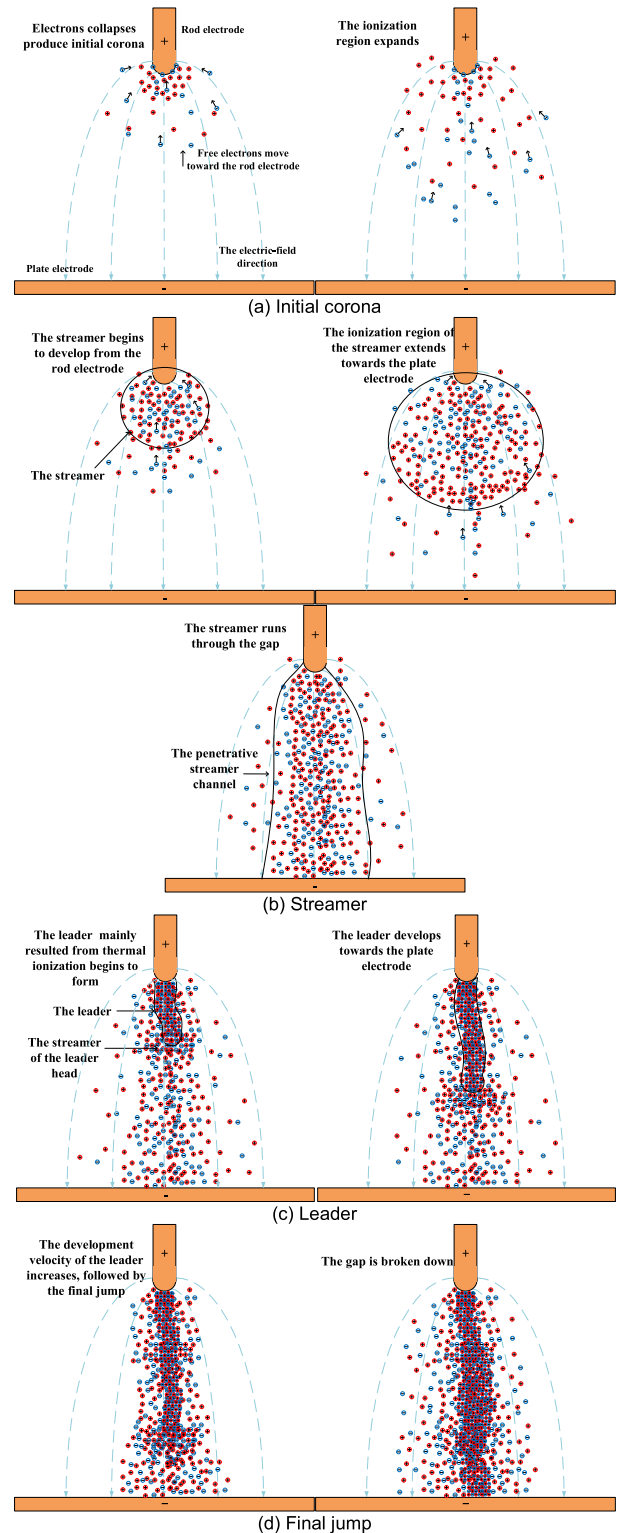 Electrons collapses
produce initial corona
Rod electrode
+
Free electrons move
toward the rod electrode
The electric-field
direction
Plate electrode
-
The ionization
region expands
+
-
(a) Initial corona
The streamer begins
to develop from the
rod electrode
+
The streamer
-
The ionization region of
the streamer extends
towards the plate
electrode
+
-
The streamer runs
through the gap
+
The penetrative
streamer
channel
-
(b) Streamer
The leader mainly
resulted from thermal
ionization begins to
form
+
The leader
The streamer
of the leader
head
-
The leader develops
towards the plate
electrode
+
-
(c) Leader
The development
velocity of the leader
increases, followed by
the final jump
+
-
The gap is broken down
+
-
(d) Final jump